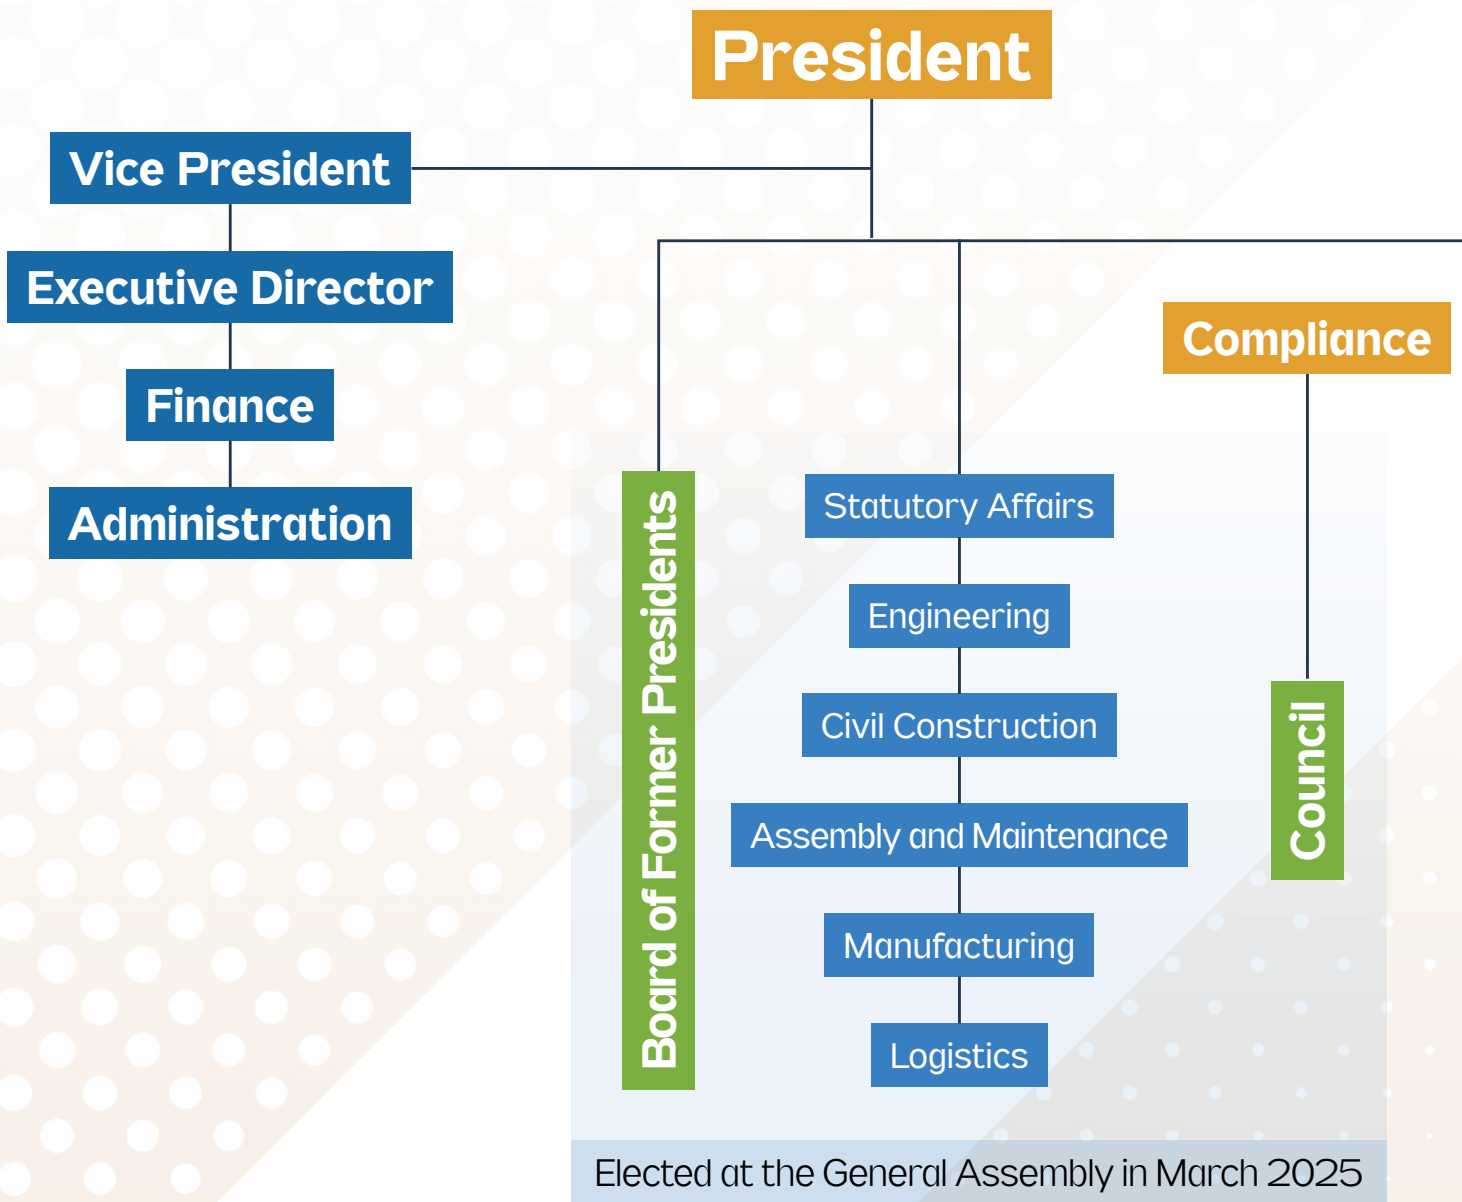 President
Vice President
Executive Director
Finance
Administration
Compliance
Board of Former Presidents
Statutory Affairs
Engineering
Civil Construction
Assembly and Maintenance
Manufacturing
Logistics
Council
Elected at the General Assembly in March 2025